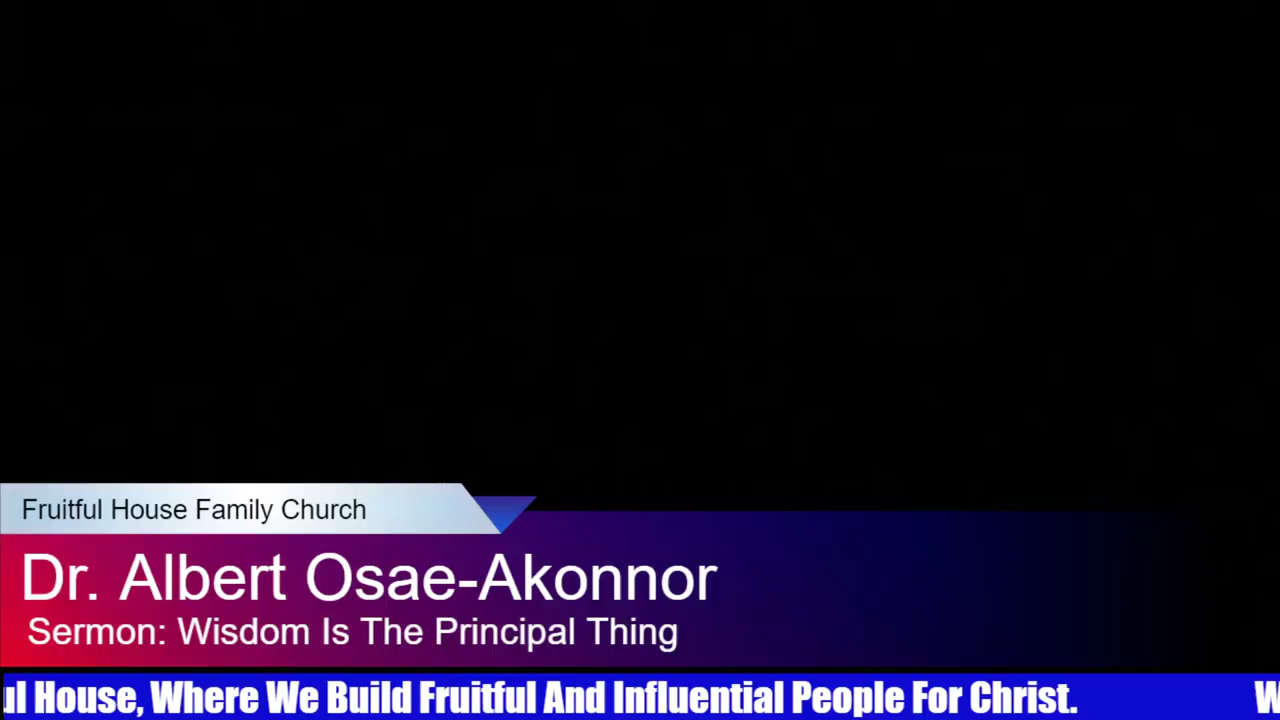 Fruitful House Family Church
Dr. Albert Osae-Akonnor
Sermon: Wisdom Is The Principal Thing
ul House, Where We Build Fruitful And Influential People For Christ. W